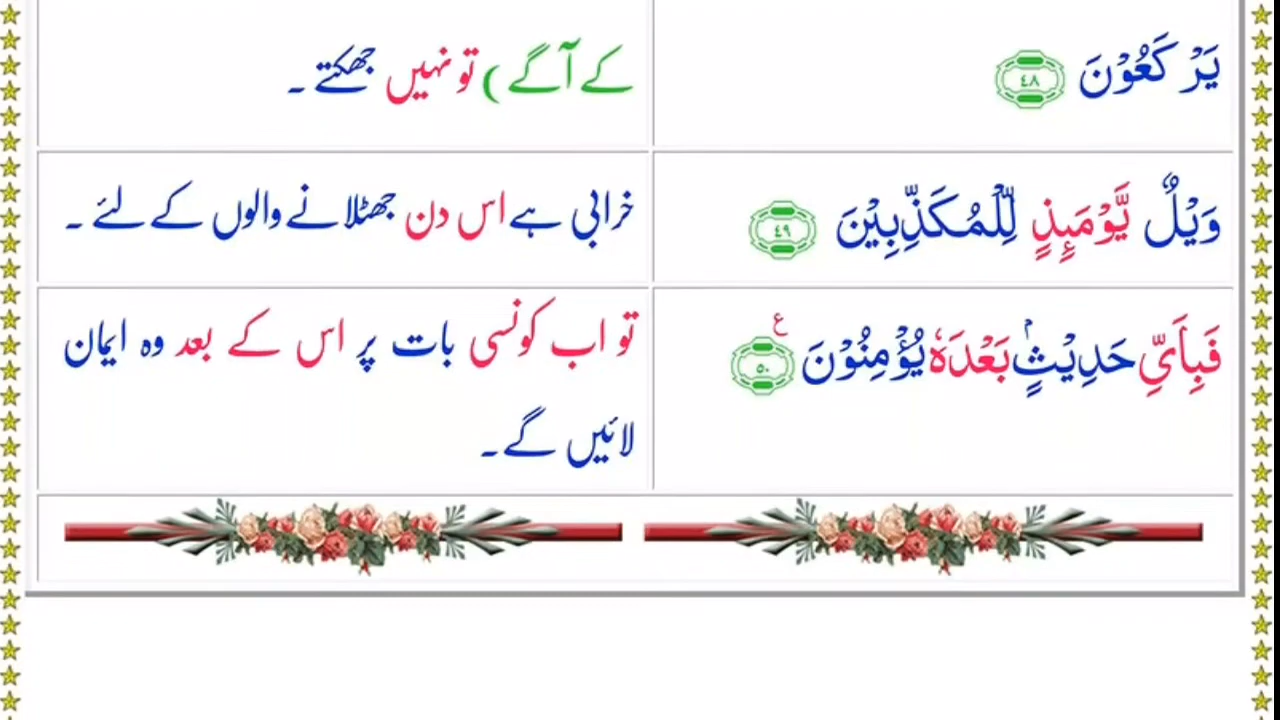 يَرْكَعُوْنَ ﴿٤٨﴾
کے آگے) تو نہیں جھکتے۔
وَيْلٌ يَّوْمَىِٕذٍ لِّلْمُكَذِّبِيْنَ ﴿٤٩﴾
خرابی ہے اس دن جھٹلانے والوں کے لئے۔
فَبِاَيِّ حَدِيْثٍۭ بَعْدَهٗ يُؤْمِنُوْنَ ﴿٥٠﴾ ع
تو اب کونسی بات پر اس کے بعد وہ ایمان
لائیں گے۔